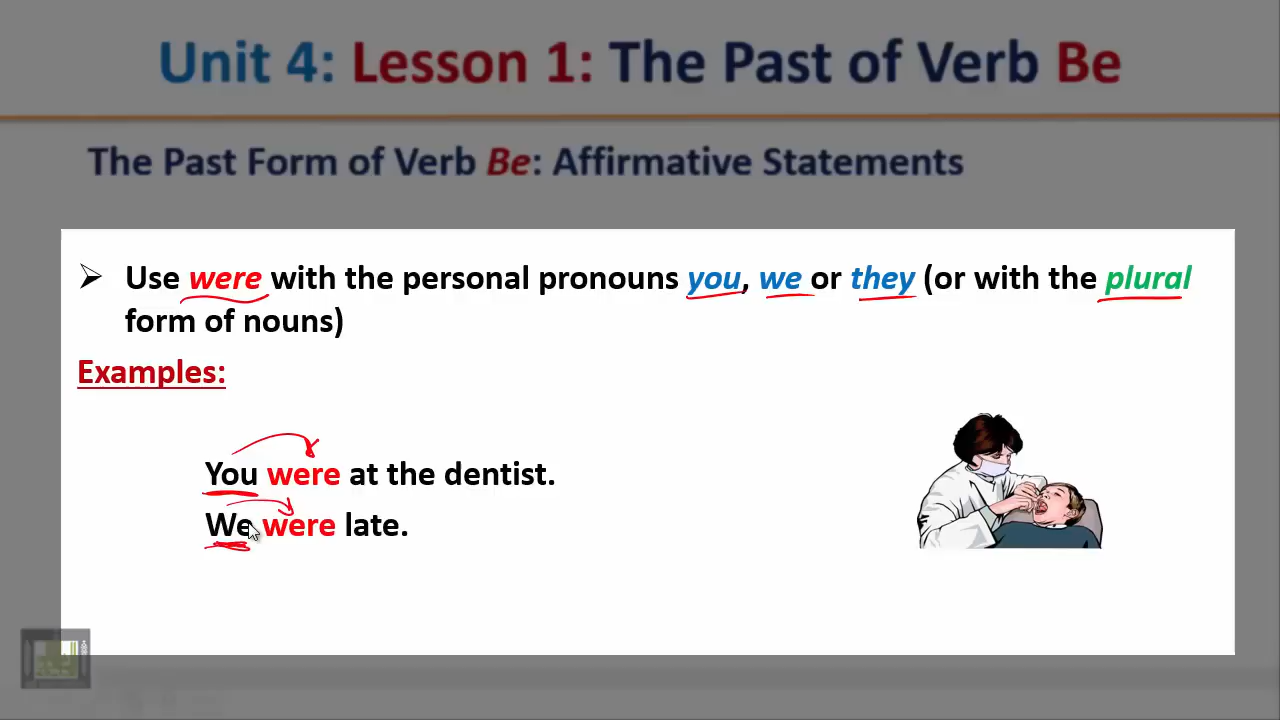 Unit 4: Lesson 1: The Past of Verb Be
The Past Form of Verb Be: Affirmative Statements
Use were with the personal pronouns you, we or they (or with the plural
form of nouns)
Examples:
You were at the dentist.
We were late.